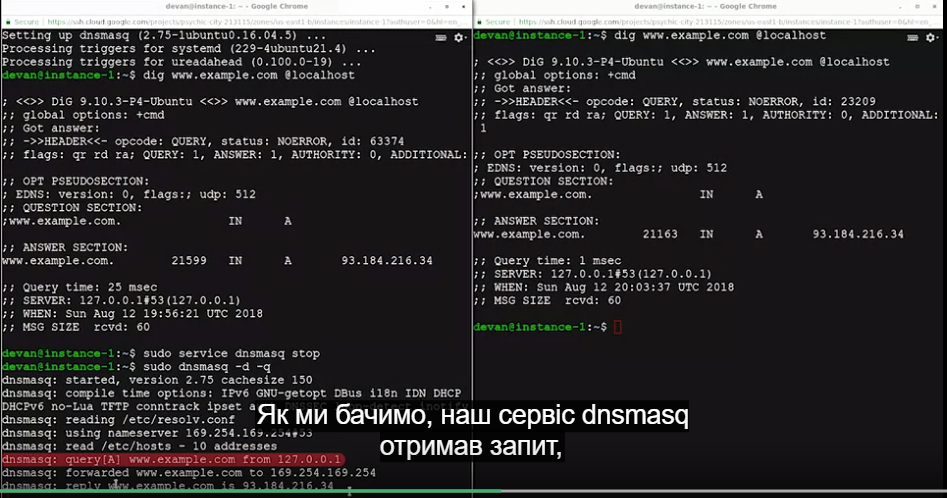 devan@instance-1: ~ - Google Chrome
Secure | https://ssh.cloud.google.com/projects/psychic-city-213115/zones/us-east1-b/instances/instance-1?authuser=0&hl=en_...
Setting up dnsmasq (2.75-1ubuntu0.16.04.5) ...
Processing triggers for systemd (229-4ubuntu21.4) ...
Processing triggers for ureadahead (0.100.0-19) ...
devan@instance-1:~$ dig www.example.com @localhost
; <<>> DiG 9.10.3-P4-Ubuntu <<>> www.example.com @localhost
;; global options: +cmd
;; Got answer:
;; ->>HEADER<<- opcode: QUERY, status: NOERROR, id: 63374
;; flags: qr rd ra; QUERY: 1, ANSWER: 1, AUTHORITY: 0, ADDITIONAL:
;; OPT PSEUDOSECTION:
; EDNS: version: 0, flags:; udp: 512
;; QUESTION SECTION:
;www.example.com. IN A
;; ANSWER SECTION:
www.example.com. 21599 IN A 93.184.216.34
;; Query time: 25 msec
;; SERVER: 127.0.0.1#53(127.0.0.1)
;; WHEN: Sun Aug 12 19:56:21 UTC 2018
;; MSG SIZE rcvd: 60
devan@instance-1:~$ sudo service dnsmasq stop
devan@instance-1:~$ sudo dnsmasq -d -q
dnsmasq: started, version 2.75 cachesize 150
dnsmasq: compile time options: IPv6 GNU-getopt DBus i18n IDN DHCP
DHCPv6 no-Lua TFTP conntrack ipset
dnsmasq: reading /etc/resolv.conf
dnsmasq: using nameserver 169.254.169.254#53
dnsmasq: read /etc/hosts - 10 addresses
dnsmasq: query[A] www.example.com from 127.0.0.1
dnsmasq: forwarded www.example.com to 169.254.169.254
dnsmasq: reply www.example.com is 93.184.216.34
devan@instance-1: ~ - Google Chrome
Secure | https://ssh.cloud.google.com/projects/psychic-city-213115/zones/us-east1-b/instances/instance-1?authuser=0&hl=en_...
devan@instance-1:~$ dig www.example.com @localhost
; <<>> DiG 9.10.3-P4-Ubuntu <<>> www.example.com @localhost
;; global options: +cmd
;; Got answer:
;; ->>HEADER<<- opcode: QUERY, status: NOERROR, id: 23209
;; flags: qr rd ra; QUERY: 1, ANSWER: 1, AUTHORITY: 0, ADDITIONAL:
1
;; OPT PSEUDOSECTION:
; EDNS: version: 0, flags:; udp: 512
;; QUESTION SECTION:
;www.example.com. IN A
;; ANSWER SECTION:
www.example.com. 21163 IN A 93.184.216.34
;; Query time: 1 msec
;; SERVER: 127.0.0.1#53(127.0.0.1)
;; WHEN: Sun Aug 12 20:03:37 UTC 2018
;; MSG SIZE rcvd: 60
devan@instance-1:~$
Як ми бачимо, наш сервіс dnsmasq
отримав запит,